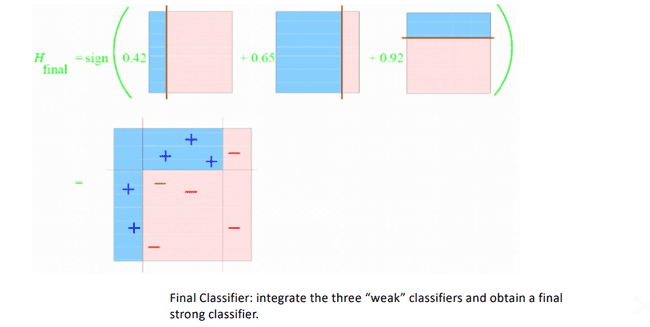 H final = sign ( 0.42 + 0.65 + 0.92 )
=
+ + + − + − − + − −
Final Classifier: integrate the three “weak” classifiers and obtain a final
strong classifier.